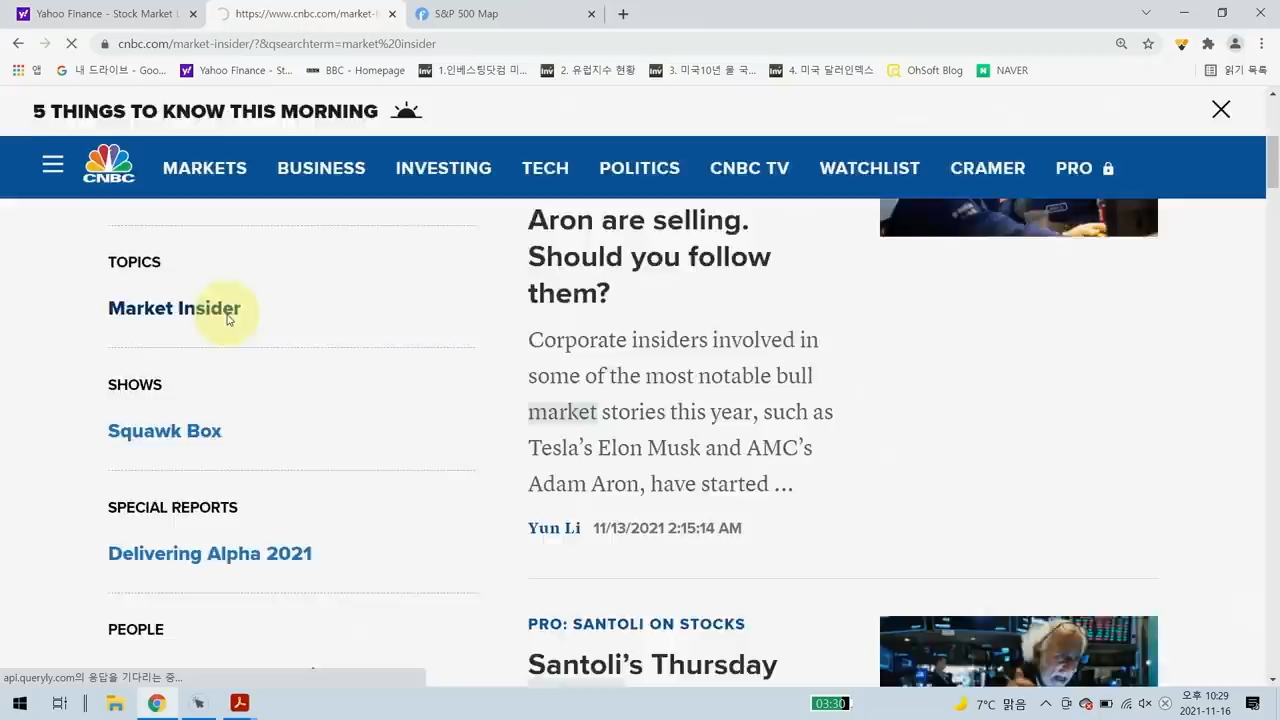 Yahoo Finance - Stock Market L
https://www.cnbc.com/market-i
S&P 500 Map
cnbc.com/market-insider/?&qsearchterm=market%20insider
앱
내 드라이브 - Goo...
Yahoo Finance - St...
BBC - Homepage
1.인베스팅닷컴 미...
2. 유럽지수 현황
3. 미국10년 물 국...
4. 미국 달러인덱스
OhSoft Blog
NAVER
읽기 목록
5 THINGS TO KNOW THIS MORNING
CNBC
MARKETS
BUSINESS
INVESTING
TECH
POLITICS
CNBC TV
WATCHLIST
CRAMER
PRO
TOPICS
Market Insider
SHOWS
Squawk Box
SPECIAL REPORTS
Delivering Alpha 2021
PEOPLE
Aron are selling.
Should you follow
them?
Corporate insiders involved in
some of the most notable bull
market stories this year, such as
Tesla's Elon Musk and AMC's
Adam Aron, have started ...
Yun Li 11/13/2021 2:15:14 AM
PRO: SANTOLI ON STOCKS
Santoli's Thursday
api.queryly.com의 응답을 기다리는 중...
03:30
7°C 맑음
오후 10:29
2021-11-16